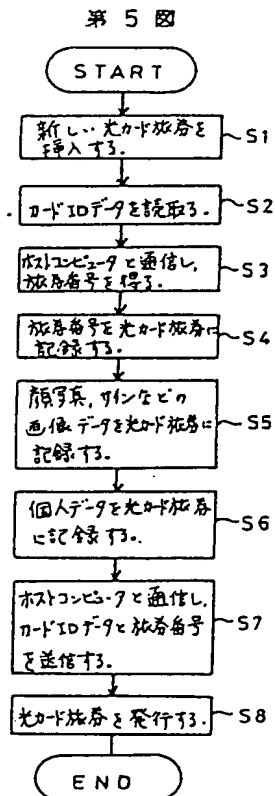 第5図
START
新しい光カード旅券を
挿入する。
S1
カードIDデータを読取る。
S2
ホストコンピュータと通信し,
旅券番号を得る。
S3
旅券番号を光カード旅券に
記録する。
S4
顔写真,サインなどの
画像データを光カード旅券に
記録する。
S5
個人データを光カード旅券
に記録する。
S6
ホストコンピュータと通信し,
カードIDデータと旅券番号
を送信する。
S7
光カード旅券を発行する。
S8
END